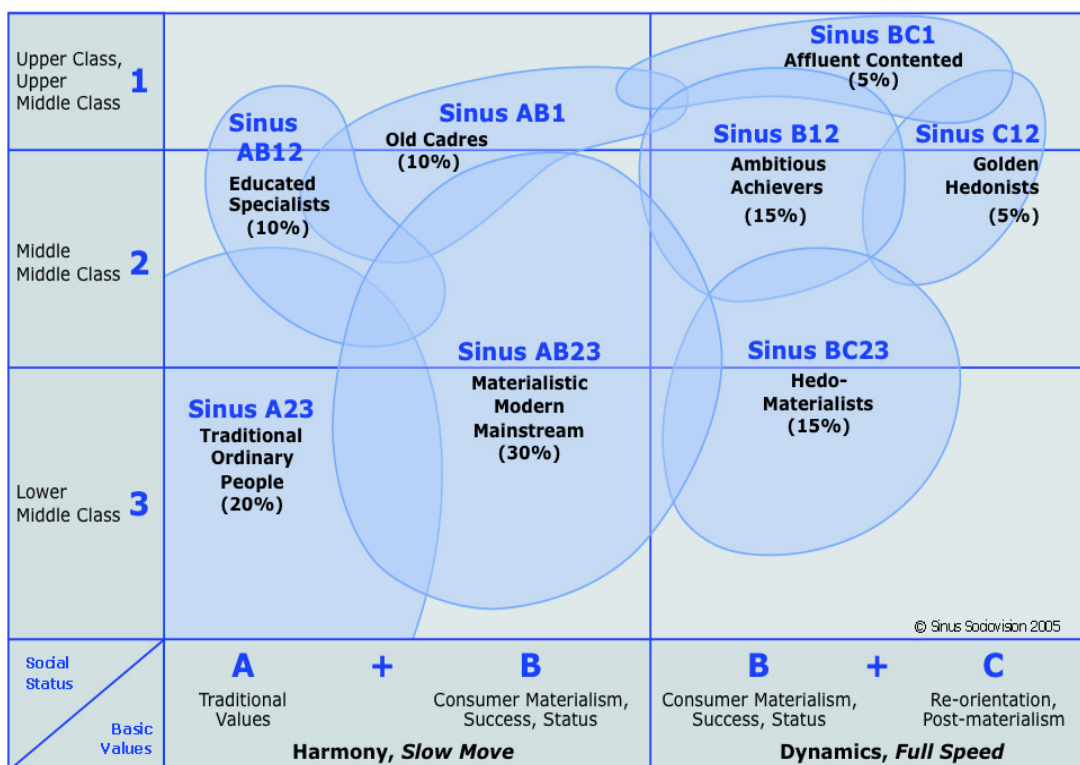 Upper Class,
Upper
Middle Class
1
Sinus
AB12
Educated
Specialists
(10%)
Sinus AB1
Old Cadres
(10%)
Sinus BC1
Affluent Contented
(5%)
Sinus B12
Ambitious
Achievers
(15%)
Sinus C12
Golden
Hedonists
(5%)
Middle
Middle Class
2
Sinus AB23
Materialistic
Modern
Mainstream
(30%)
Sinus BC23
Hedo-
Materialists
(15%)
Sinus A23
Traditional
Ordinary
People
(20%)
Lower
Middle Class
3
© Sinus Sociovision 2005
Social
Status
Basic
Values
A + B
Traditional
Values
Consumer Materialism,
Success, Status
Harmony, Slow Move
B + C
Consumer Materialism,
Success, Status
Re-orientation,
Post-materialism
Dynamics, Full Speed